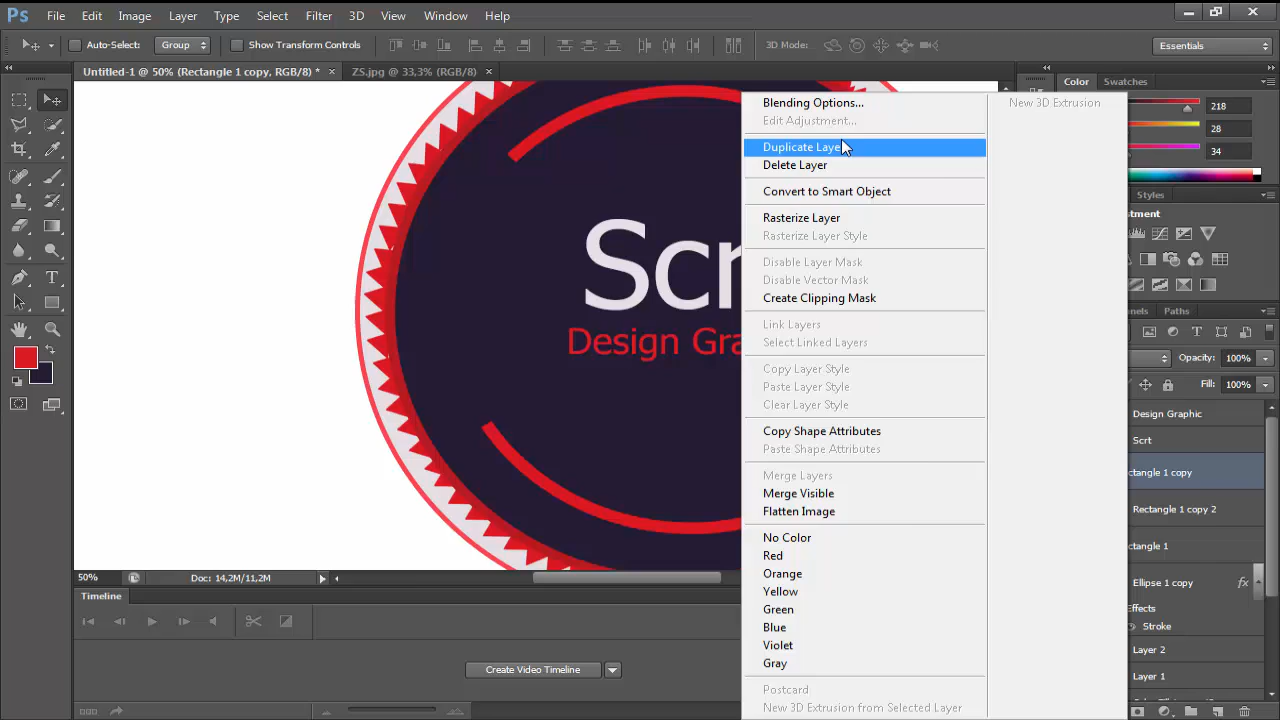 Ps File Edit Image Layer Type Select Filter 3D View Window Help
Auto-Select: Group Show Transform Controls 3D Mode: Essentials
Untitled-1 @ 50% (Rectangle 1 copy, RGB/8) * × ZS.jpg @ 33,3% (RGB/8) ×
Color Swatches
218
28
34
Styles
Paths
Opacity: 100%
Fill: 100%
Design Graphic
Scrt
Rectangle 1 copy 2
Ellipse 1 copy fx
Stroke
Layer 2
Layer 1
Blending Options...
Edit Adjustment...
Duplicate Layer
Delete Layer
Convert to Smart Object
Rasterize Layer
Rasterize Layer Style
Disable Layer Mask
Disable Vector Mask
Create Clipping Mask
Link Layers
Select Linked Layers
Copy Layer Style
Paste Layer Style
Clear Layer Style
Copy Shape Attributes
Paste Shape Attributes
Merge Layers
Merge Visible
Flatten Image
No Color
Red
Orange
Yellow
Green
Blue
Violet
Gray
Postcard
New 3D Extrusion from Selected Layer
New 3D Extrusion
Scr
Design Gra
50% Doc: 14,2M/11,2M
Timeline
Create Video Timeline